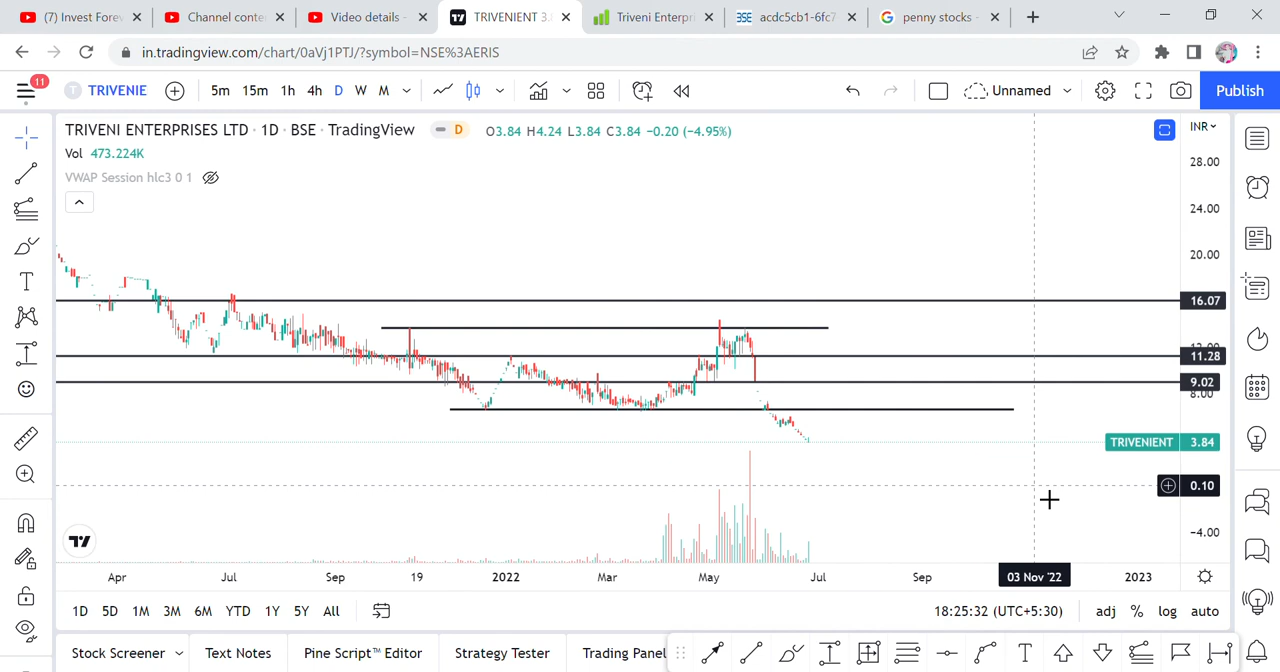 (7) Invest Forev
Channel conte
Video details -
TRIVENIENT 3.8
Triveni Enterpri
BSE acdc5cb1-6fc7
penny stocks -
in.tradingview.com/chart/0aVj1PTJ/?symbol=NSE%3AERIS
11
T TRIVENIE 5m 15m 1h 4h D W M Unnamed Publish
TRIVENI ENTERPRISES LTD · 1D · BSE · TradingView D O3.84 H4.24 L3.84 C3.84 −0.20 (−4.95%)
INR
Vol 473.224K
VWAP Session hlc3 0 1
28.00
24.00
20.00
16.07
12.00
11.28
9.02
8.00
TRIVENIENT 3.84
0.10
−4.00
Apr Jul Sep 19 2022 Mar May Jul Sep 03 Nov '22 2023
1D 5D 1M 3M 6M YTD 1Y 5Y All 18:25:32 (UTC+5:30) adj % log auto
Stock Screener Text Notes Pine Script™ Editor Strategy Tester Trading Panel